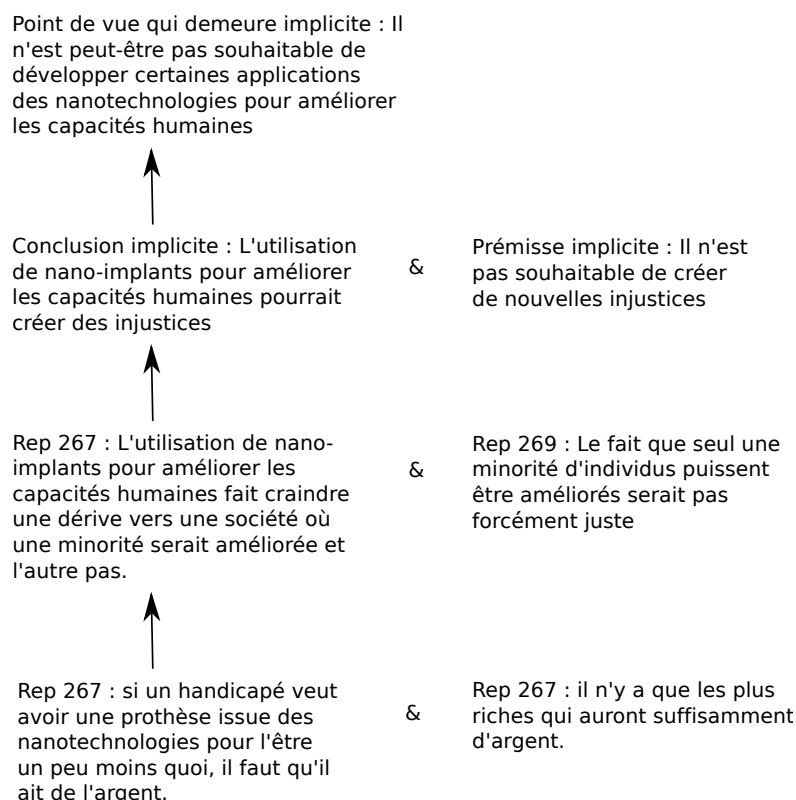 Point de vue qui demeure implicite : Il
n'est peut-être pas souhaitable de
développer certaines applications
des nanotechnologies pour améliorer
les capacités humaines
Conclusion implicite : L'utilisation
de nano-implants pour améliorer
les capacités humaines pourrait
créer des injustices
&
Prémisse implicite : Il n'est
pas souhaitable de créer
de nouvelles injustices
Rep 267 : L'utilisation de nano-
implants pour améliorer les
capacités humaines fait craindre
une dérive vers une société où
une minorité serait améliorée et
l'autre pas.
&
Rep 269 : Le fait que seul une
minorité d'individus puissent
être améliorés serait pas
forcément juste
Rep 267 : si un handicapé veut
avoir une prothèse issue des
nanotechnologies pour l'être
un peu moins quoi, il faut qu'il
ait de l'argent.
&
Rep 267 : il n'y a que les plus
riches qui auront suffisamment
d'argent.